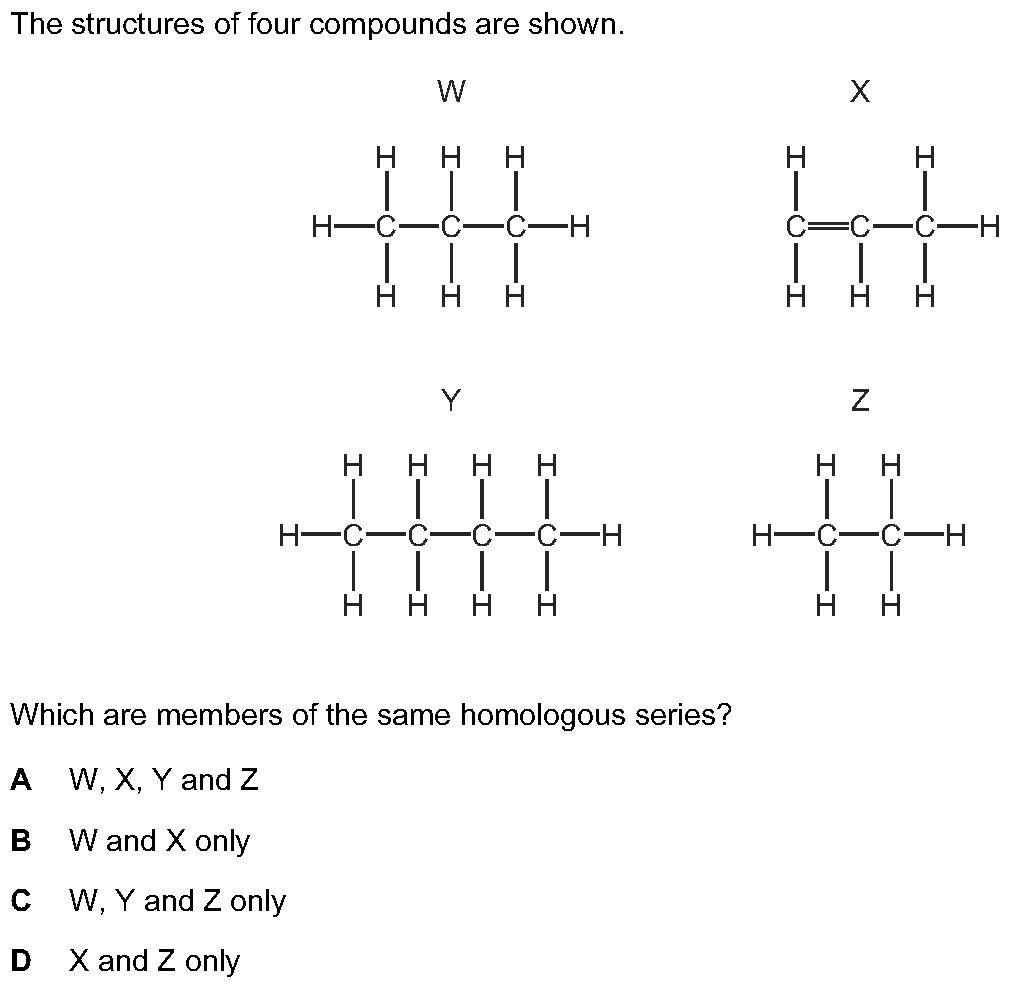 The structures of four compounds are shown.
W X
H H H H H
H C C C H C C C H
H H H H H H
Y Z
H H H H H H
H C C C C H H C C H
H H H H H H
Which are members of the same homologous series?
A W, X, Y and Z
B W and X only
C W, Y and Z only
D X and Z only